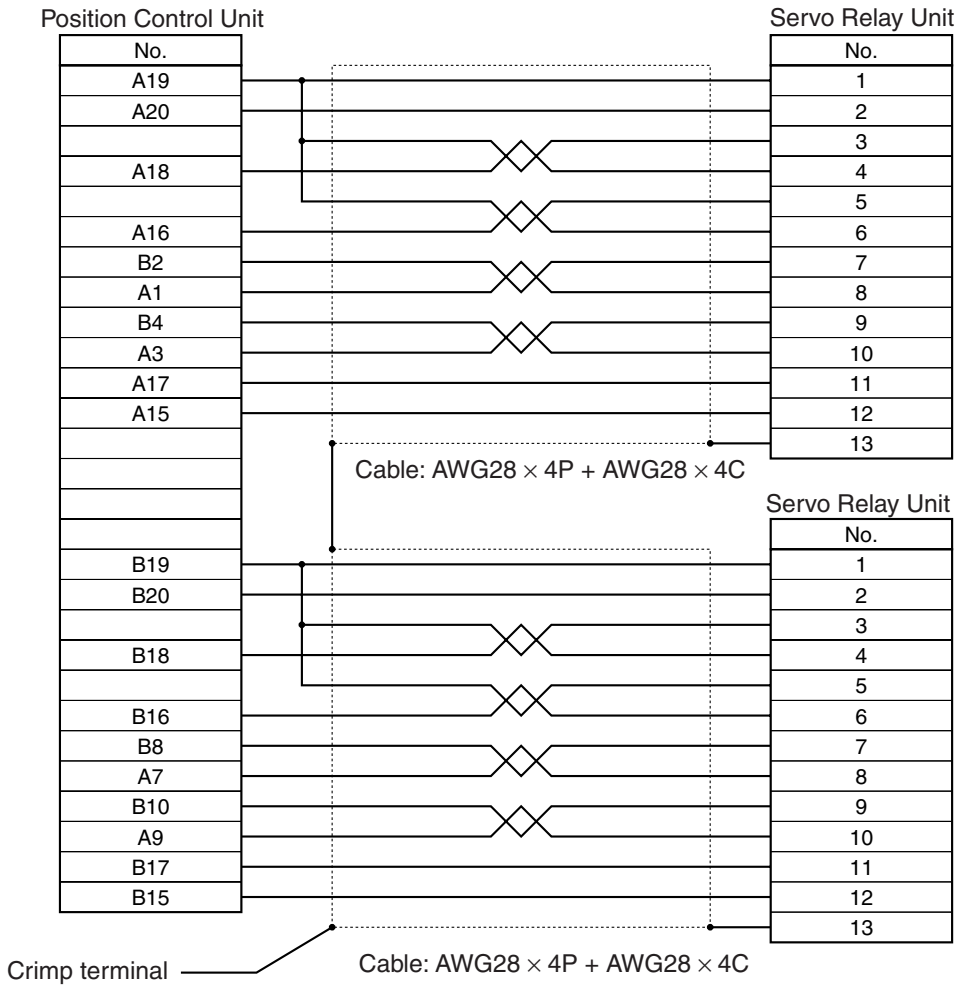 Position Control Unit
Servo Relay Unit
No.
No.
A19
1
A20
2
3
A18
4
5
A16
6
B2
7
A1
8
B4
9
A3
10
A17
11
A15
12
13
Cable: AWG28 × 4P + AWG28 × 4C
Servo Relay Unit
No.
B19
1
B20
2
3
B18
4
5
B16
6
B8
7
A7
8
B10
9
A9
10
B17
11
B15
12
13
Crimp terminal
Cable: AWG28 × 4P + AWG28 × 4C